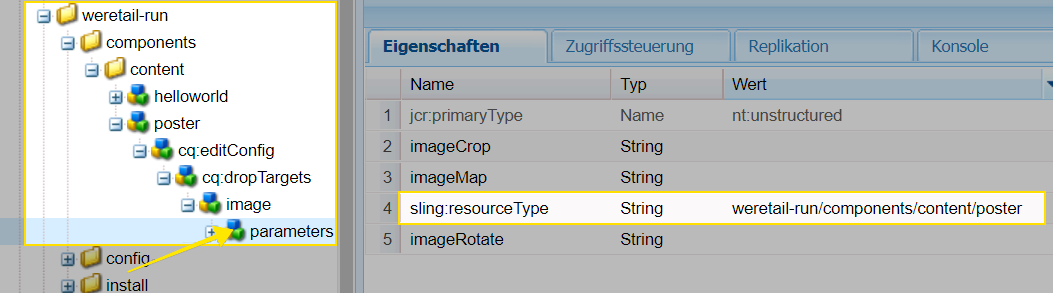 weretail-run
components
content
helloworld
poster
cq:editConfig
cq:dropTargets
image
parameters
config
install
Eigenschaften Zugriffssteuerung Replikation Konsole
Name Typ Wert
1 jcr:primaryType Name nt:unstructured
2 imageCrop String
3 imageMap String
4 sling:resourceType String weretail-run/components/content/poster
5 imageRotate String